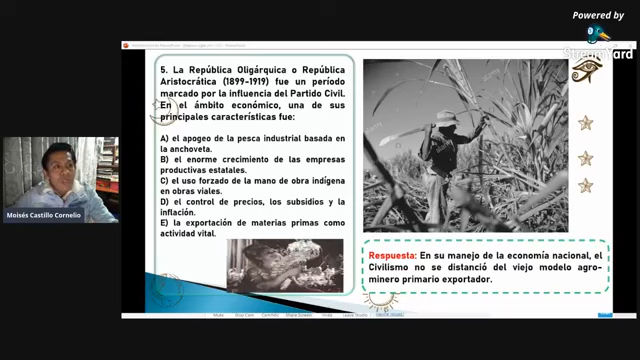 Powered by
StreamYard
5. La República Oligárquica o República
Aristocrática (1899-1919) fue un período
marcado por la influencia del Partido Civil.
En el ámbito económico, una de sus
principales características fue:
A) el apogeo de la pesca industrial basada en
la anchoveta.
B) el enorme crecimiento de las empresas
productivas estatales.
C) el uso forzado de la mano de obra indígena
en obras viales.
D) el control de precios, los subsidios y la
inflación.
E) la exportación de materias primas como
actividad vital.
Respuesta: En su manejo de la economía nacional, el
Civilismo no se distanció del viejo modelo agro-
minero primario exportador.
Moisés Castillo Cornelio